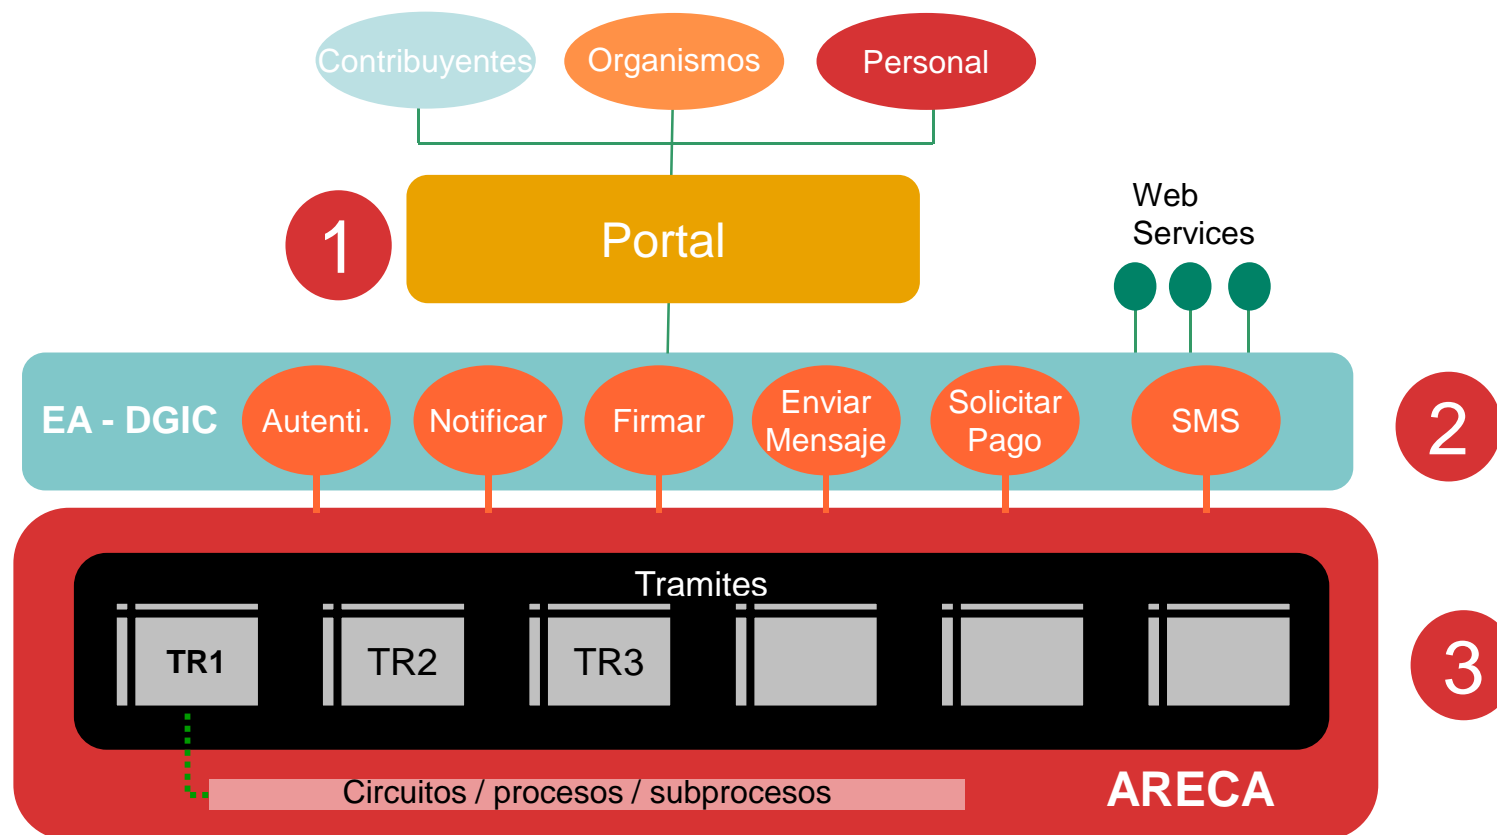 Contribuyentes
Organismos
Personal
1
Portal
Web
Services
EA - DGIC
Autenti.
Notificar
Firmar
Enviar
Mensaje
Solicitar
Pago
SMS
2
Tramites
TR1
TR2
TR3
3
Circuitos / procesos / subprocesos
ARECA